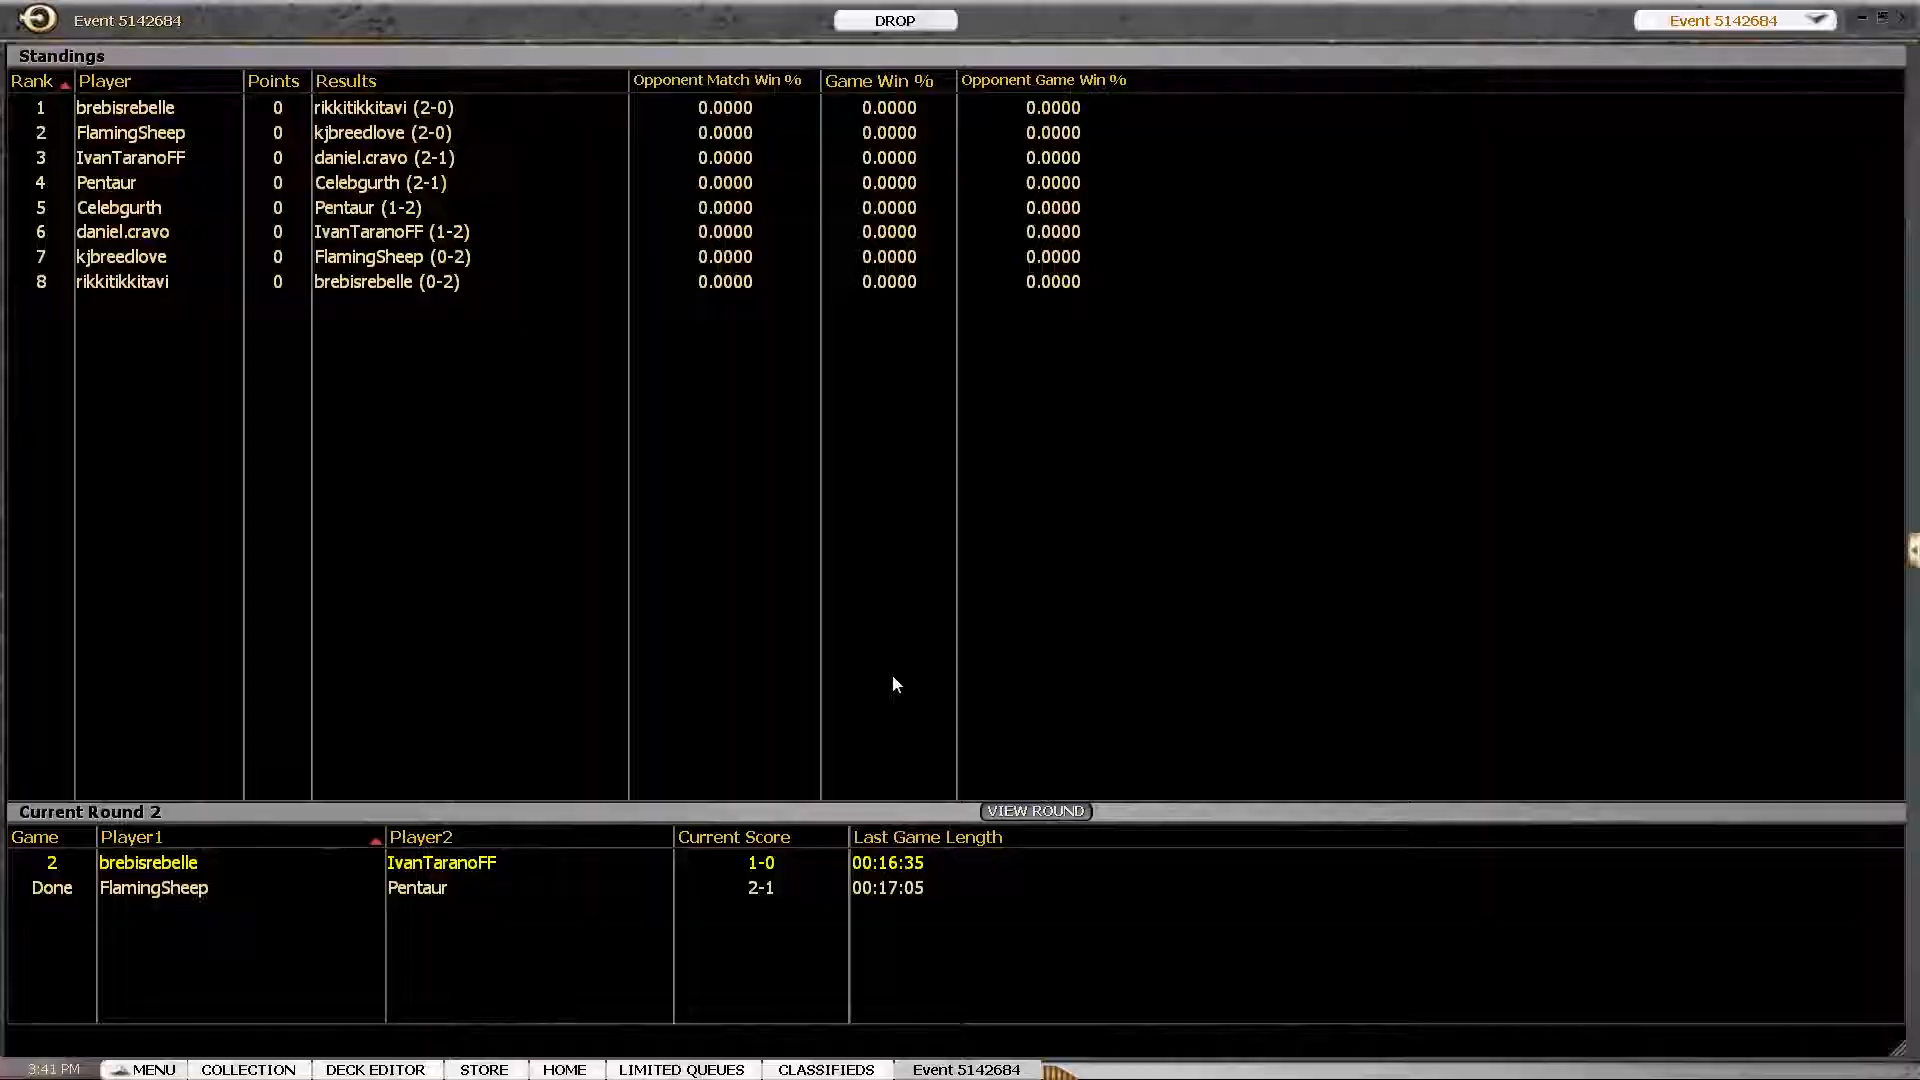 Event 5142684 DROP Event 5142684
Standings
Rank Player Points Results Opponent Match Win % Game Win % Opponent Game Win %
1 brebisrebelle 0 rikkitikkitavi (2-0) 0.0000 0.0000 0.0000
2 FlamingSheep 0 kjbreedlove (2-0) 0.0000 0.0000 0.0000
3 IvanTaranoFF 0 daniel.cravo (2-1) 0.0000 0.0000 0.0000
4 Pentaur 0 Celebgurth (2-1) 0.0000 0.0000 0.0000
5 Celebgurth 0 Pentaur (1-2) 0.0000 0.0000 0.0000
6 daniel.cravo 0 IvanTaranoFF (1-2) 0.0000 0.0000 0.0000
7 kjbreedlove 0 FlamingSheep (0-2) 0.0000 0.0000 0.0000
8 rikkitikkitavi 0 brebisrebelle (0-2) 0.0000 0.0000 0.0000
Current Round 2 VIEW ROUND
Game Player1 Player2 Current Score Last Game Length
2 brebisrebelle IvanTaranoFF 1-0 00:16:35
Done FlamingSheep Pentaur 2-1 00:17:05
3:41 PM MENU COLLECTION DECK EDITOR STORE HOME LIMITED QUEUES CLASSIFIEDS Event 5142684